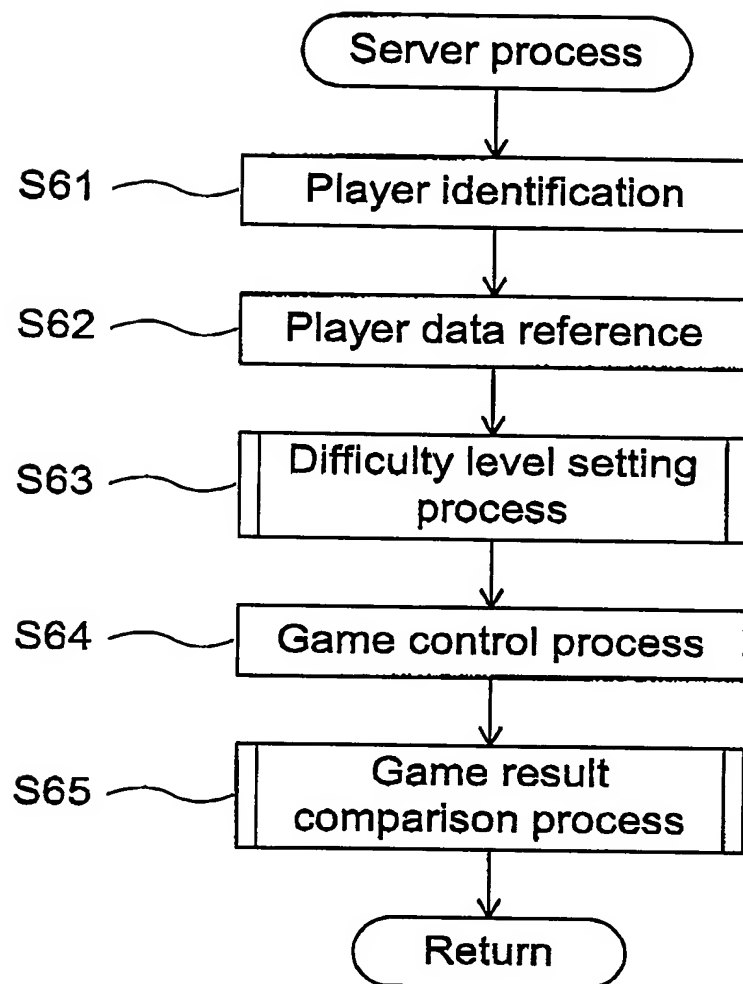 Server process
S61
Player identification
S62
Player data reference
S63
Difficulty level setting
process
S64
Game control process
S65
Game result
comparison process
Return